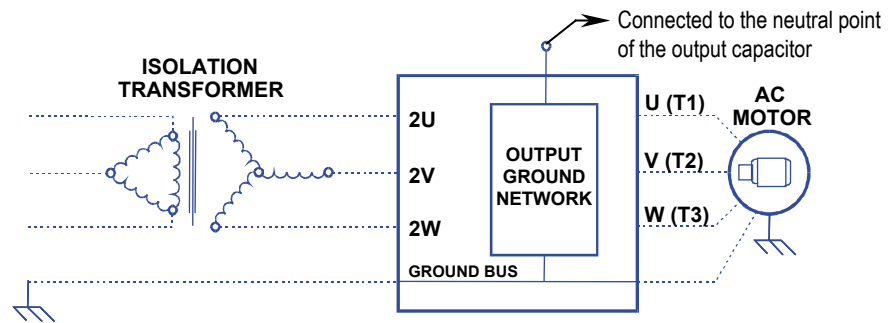 Connected to the neutral point
of the output capacitor
ISOLATION
TRANSFORMER
2U
2V
2W
OUTPUT
GROUND
NETWORK
GROUND BUS
U (T1)
V (T2)
W (T3)
AC
MOTOR